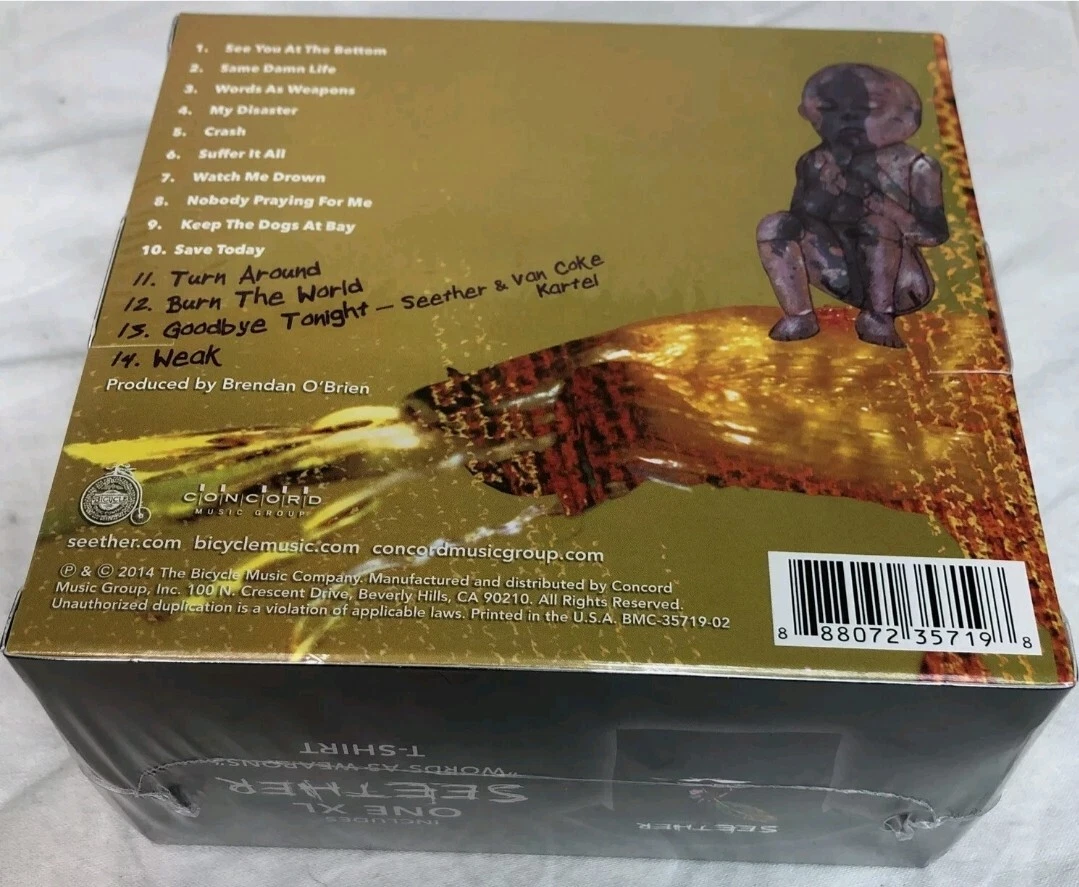 1. See You At The Bottom
2. Same Damn Life
3. Words As Weapons
4. My Disaster
5. Crash
6. Suffer It All
7. Watch Me Drown
8. Nobody Praying For Me
9. Keep The Dogs At Bay
10. Save Today
11. Turn Around
12. Burn The World
13. Goodbye Tonight — Seether & Van Coke
Kartel
14. Weak
Produced by Brendan O'Brien
BICYCLE
CONCORD
MUSIC GROUP
seether.com bicyclemusic.com concordmusicgroup.com
℗ & © 2014 The Bicycle Music Company. Manufactured and distributed by Concord
Music Group, Inc. 100 N. Crescent Drive, Beverly Hills, CA 90210. All Rights Reserved.
Unauthorized duplication is a violation of applicable laws. Printed in the U.S.A. BMC-35719-02
8 88072 35719 8
INCLUDES
ONE XL
SEETHER
"WORDS AS WEAPONS"
T-SHIRT
SEETHER